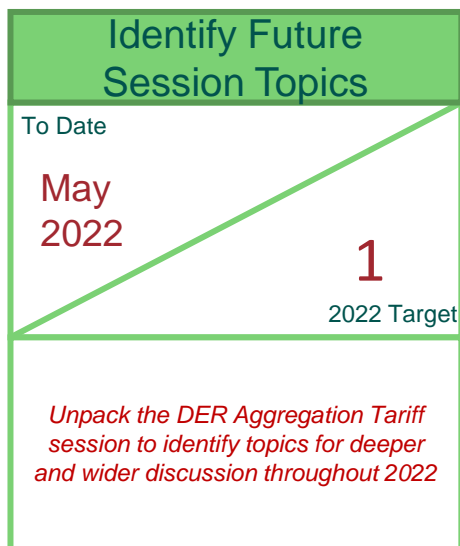 Identify Future
Session Topics
To Date
May
2022
1
2022 Target
Unpack the DER Aggregation Tariff
session to identify topics for deeper
and wider discussion throughout 2022